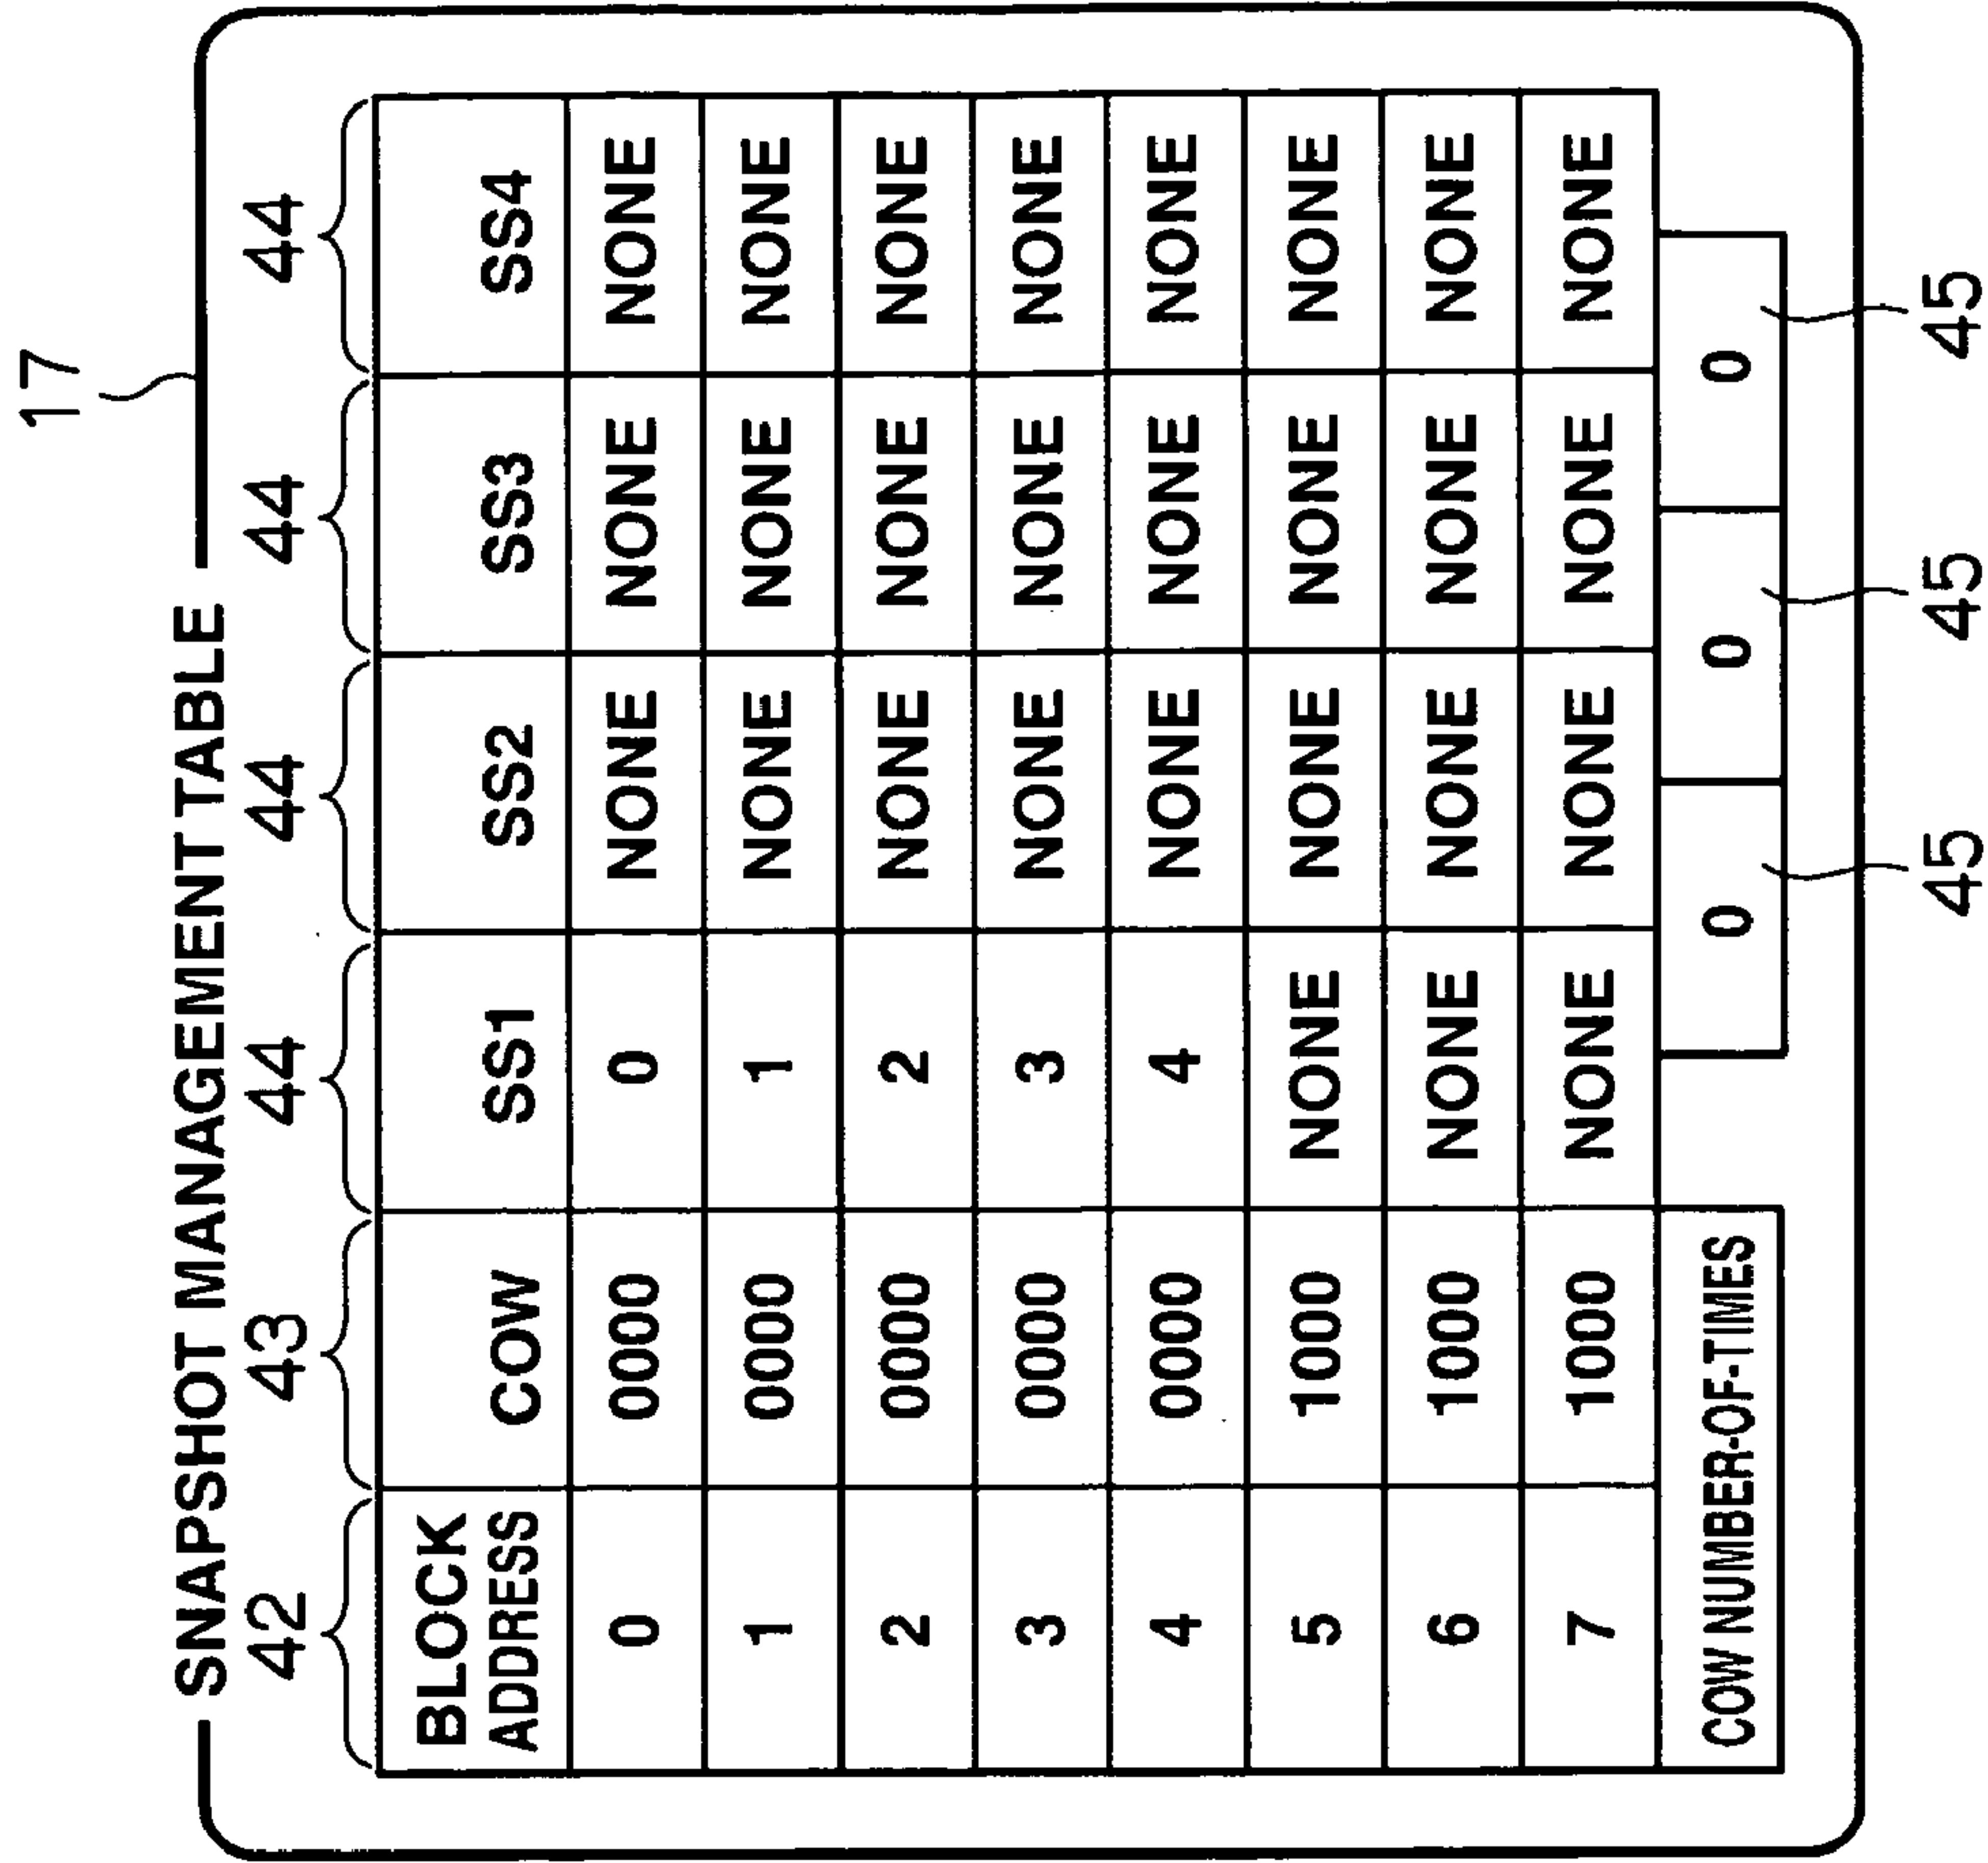 17
SNAPSHOT MANAGEMENT TABLE
42 43 44 44 44 44
BLOCK ADDRESS COW SS1 SS2 SS3 SS4
0 0000 0 NONE NONE NONE
1 0000 1 NONE NONE NONE
2 0000 2 NONE NONE NONE
3 0000 3 NONE NONE NONE
4 0000 4 NONE NONE NONE
5 1000 NONE NONE NONE NONE
6 1000 NONE NONE NONE NONE
7 1000 NONE NONE NONE NONE
COW NUMBER-OF-TIMES 0 0 0
45 45 45